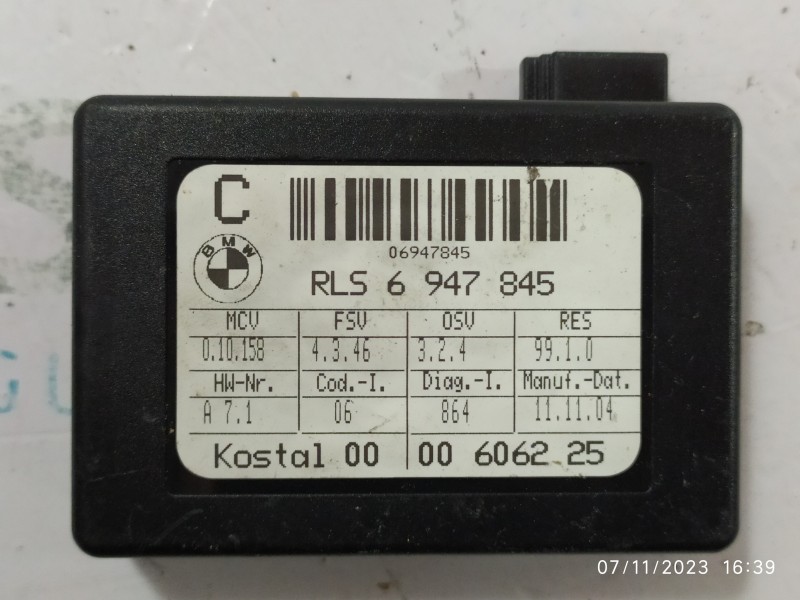 C
BMW
06947845
RLS 6 947 845
MCV FSV OSV RES
0.10.158 4.3.46 3.2.4 99.1.0
HW-Nr. Cod.-I. Diag.-I. Manuf.-Dat.
A 7.1 06 864 11.11.04
Kostal 00 00 6062 25
07/11/2023 16:39